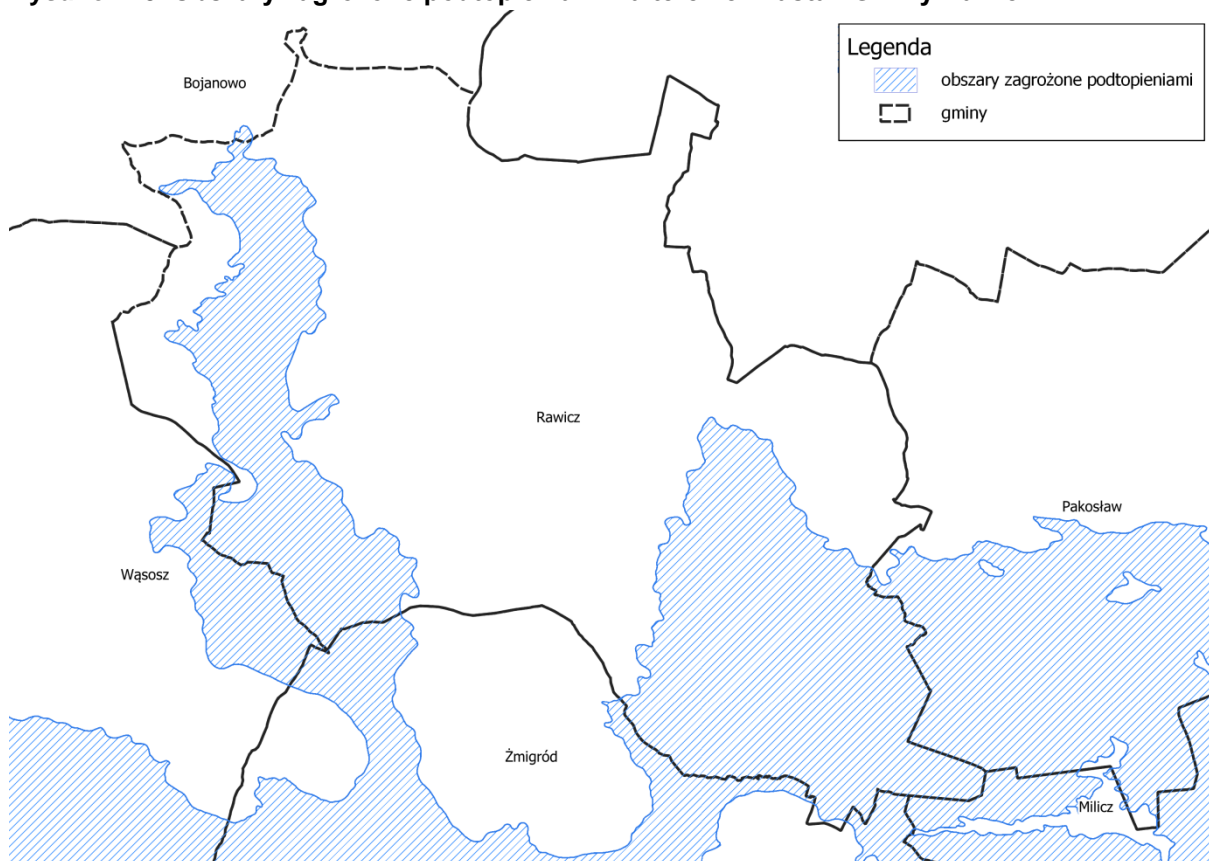 Legenda
obszary zagrożone podtopieniami
gminy
Bojanowo
Rawicz
Pakosław
Wąsosz
Żmigród
Milicz